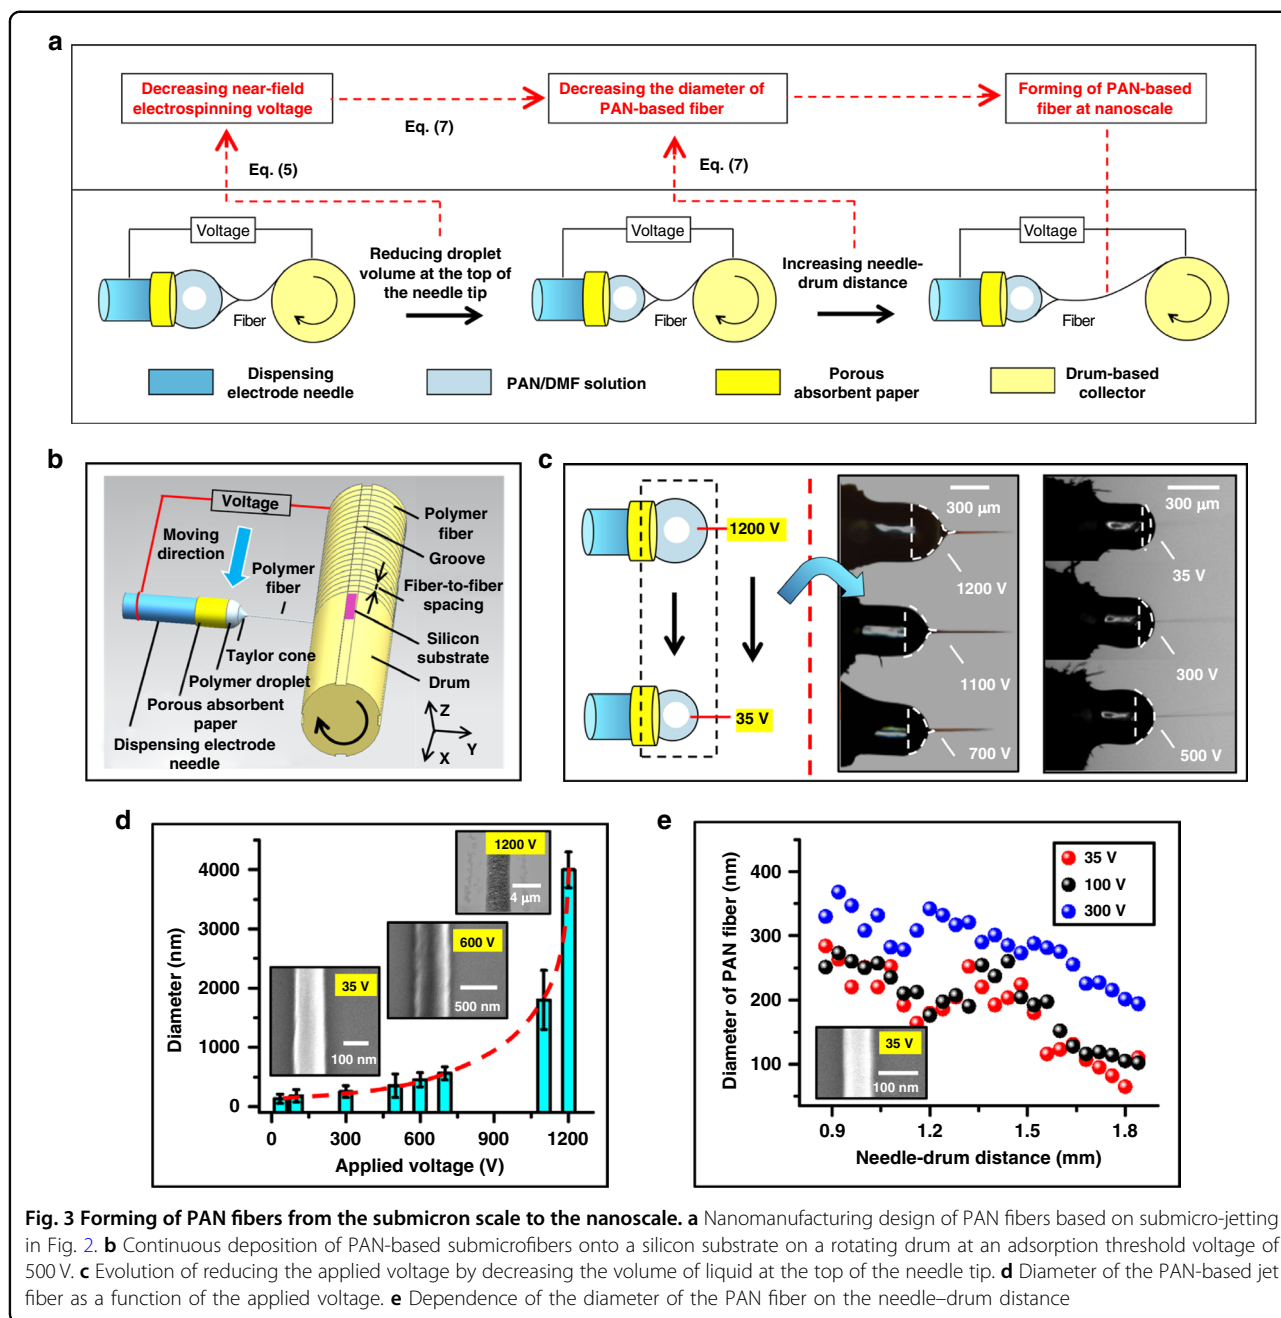 a
Decreasing near-field
electrospinning voltage
Eq. (7)
Decreasing the diameter of
PAN-based fiber
Forming of PAN-based
fiber at nanoscale
Eq. (5)
Eq. (7)
Voltage
Fiber
Reducing droplet
volume at the top of
the needle tip
Voltage
Fiber
Increasing needle-
drum distance
Voltage
Fiber
Dispensing
electrode needle
PAN/DMF solution
Porous
absorbent paper
Drum-based
collector
b
Voltage
Moving
direction
Polymer
fiber
Polymer
fiber
Groove
Fiber-to-fiber
spacing
Silicon
substrate
Drum
Taylor cone
Polymer droplet
Porous absorbent
paper
Dispensing electrode
needle
Z
Y
X
c
1200 V
35 V
300 µm
1200 V
1100 V
700 V
300 µm
35 V
300 V
500 V
d
Diameter (nm)
4000
3000
2000
1000
0
0
300
600
900
1200
Applied voltage (V)
35 V
100 nm
600 V
500 nm
1200 V
4 µm
e
Diameter of PAN fiber (nm)
400
300
200
100
0.9
1.2
1.5
1.8
Needle-drum distance (mm)
35 V
100 V
300 V
35 V
100 nm
Fig. 3 Forming of PAN fibers from the submicron scale to the nanoscale. a Nanomanufacturing design of PAN fibers based on submicro-jetting
in Fig. 2. b Continuous deposition of PAN-based submicrofibers onto a silicon substrate on a rotating drum at an adsorption threshold voltage of
500 V. c Evolution of reducing the applied voltage by decreasing the volume of liquid at the top of the needle tip. d Diameter of the PAN-based jet
fiber as a function of the applied voltage. e Dependence of the diameter of the PAN fiber on the needle–drum distance